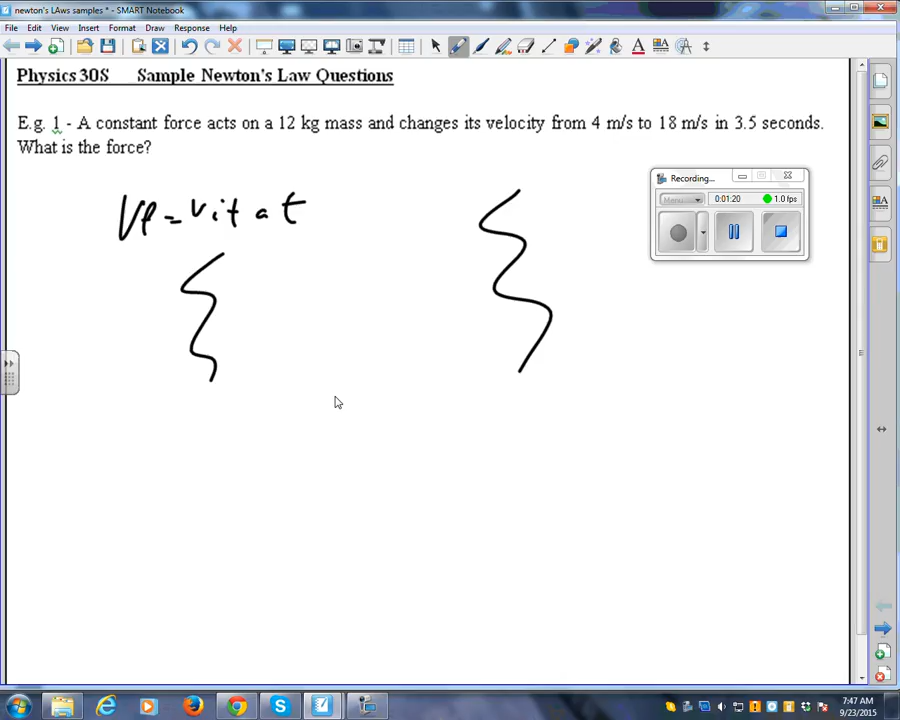 newton's LAws samples * - SMART Notebook
File Edit View Insert Format Draw Response Help
Physics 30S Sample Newton's Law Questions
E.g. 1 - A constant force acts on a 12 kg mass and changes its velocity from 4 m/s to 18 m/s in 3.5 seconds.
What is the force?
Recording...
Menu 0:01:20 1.0 fps
Vf = vi + at
7:47 AM
9/23/2015